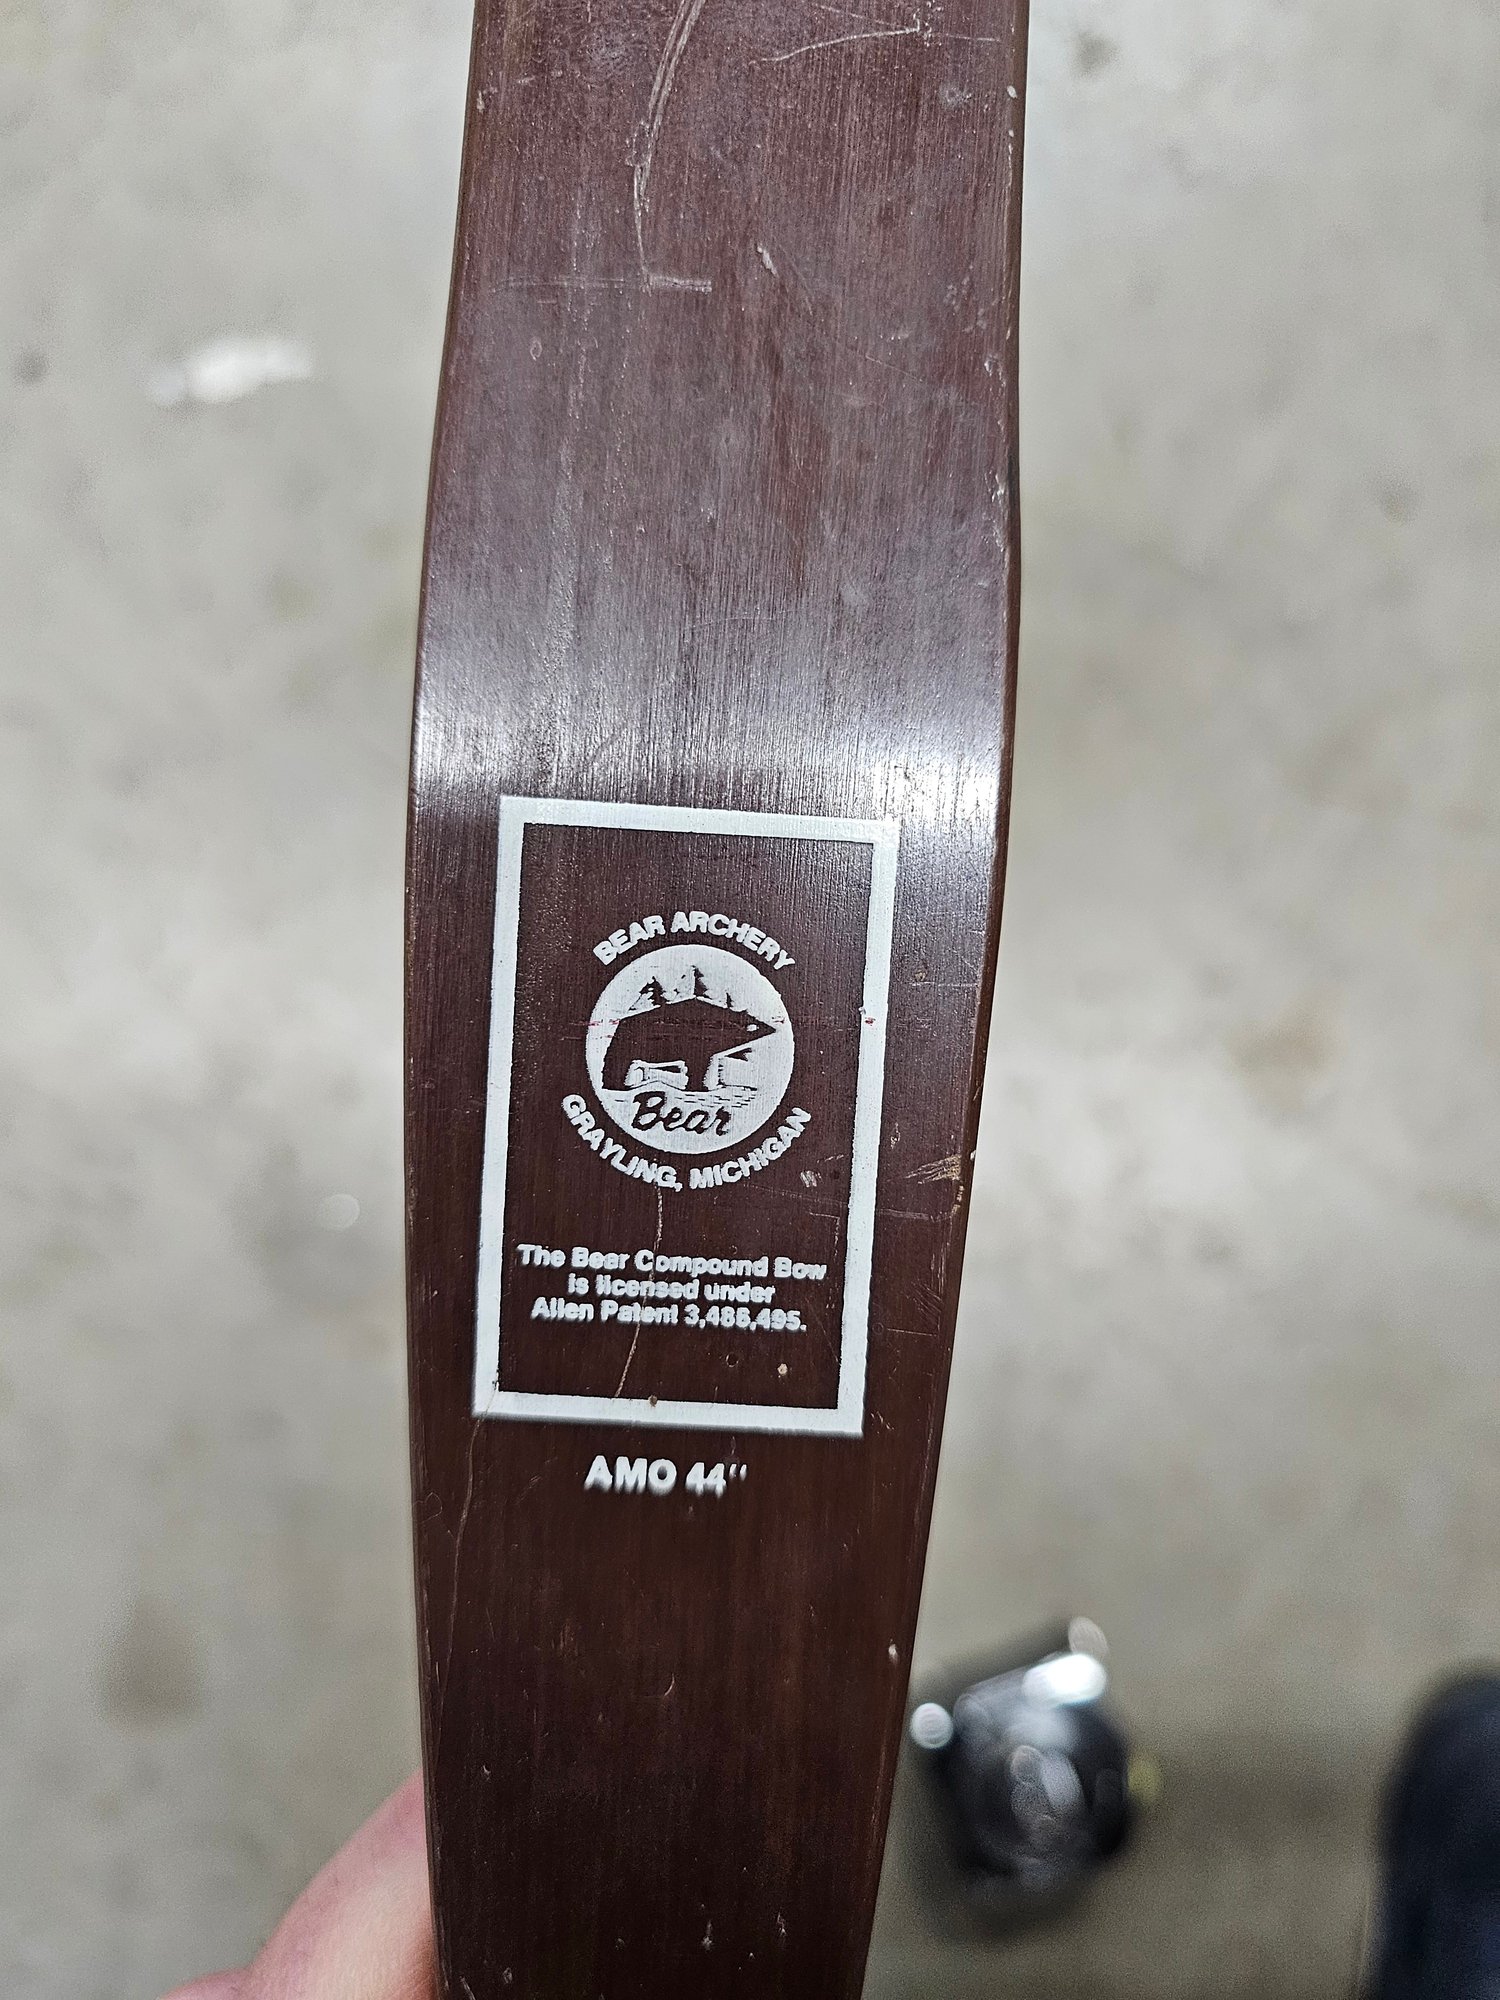 BEAR ARCHERY
Bear
GRAYLING, MICHIGAN
The Bear Compound Bow
is licensed under
Allen Patent 3,486,495.
AMO 44"